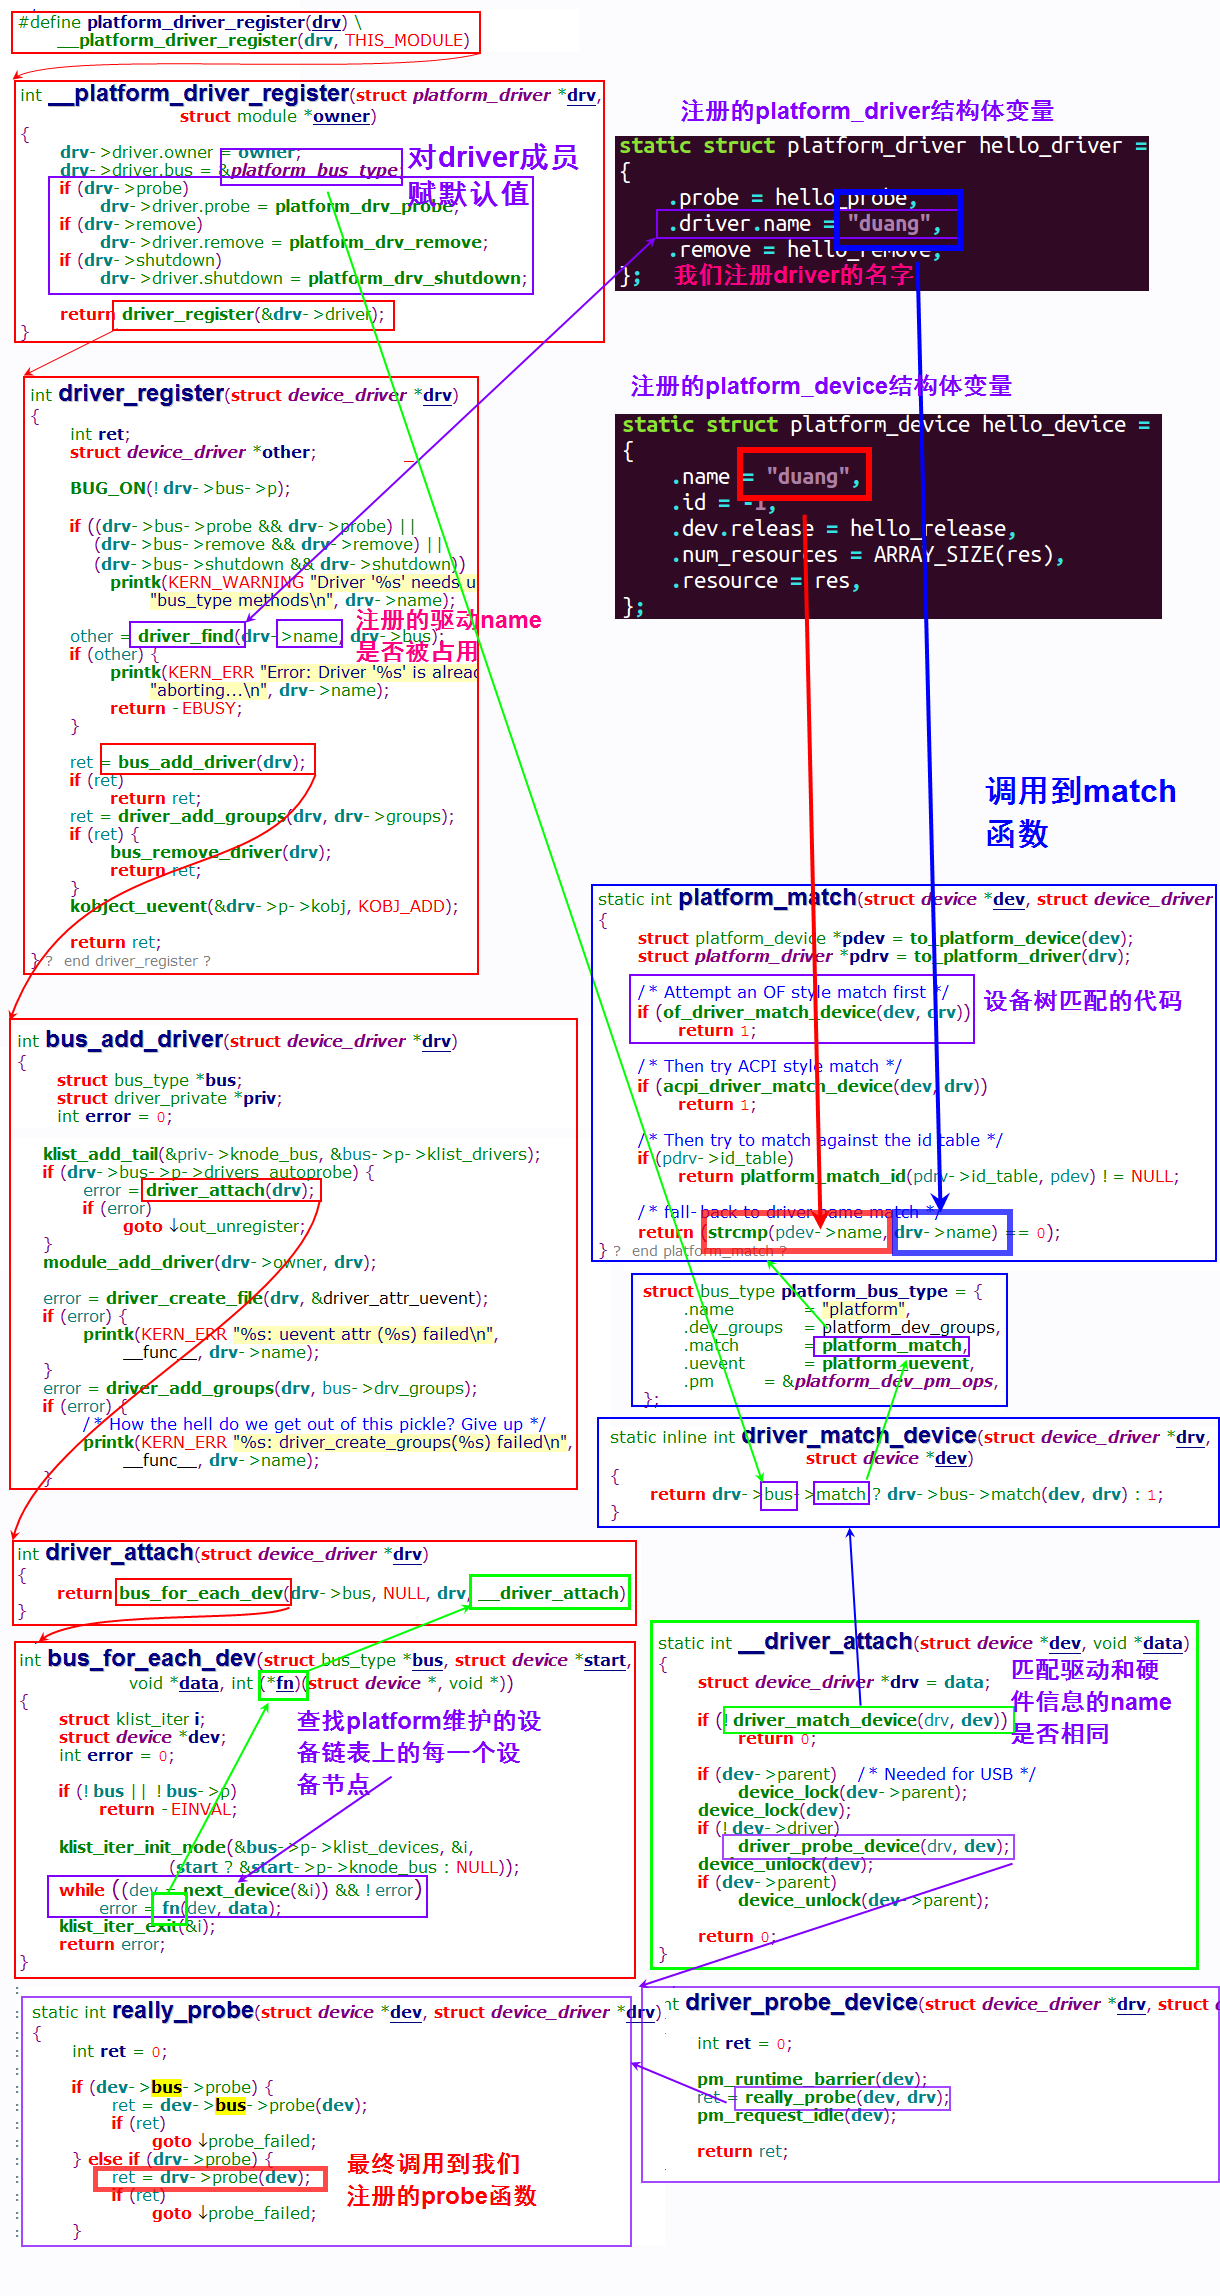 #define platform_driver_register(drv) \
__platform_driver_register(drv, THIS_MODULE)
int __platform_driver_register(struct platform_driver *drv,
struct module *owner)
{
drv->driver.owner = owner;
drv->driver.bus = &platform_bus_type;
if (drv->probe)
drv->driver.probe = platform_drv_probe;
if (drv->remove)
drv->driver.remove = platform_drv_remove;
if (drv->shutdown)
drv->driver.shutdown = platform_drv_shutdown;
return driver_register(&drv->driver);
}
对driver成员
赋默认值
注册的platform_driver结构体变量
static struct platform_driver hello_driver =
{
.probe = hello_probe,
.driver.name = "duang",
.remove = hello_remove,
};
我们注册driver的名字
注册的platform_device结构体变量
static struct platform_device hello_device =
{
.name = "duang",
.id = -1,
.dev.release = hello_release,
.num_resources = ARRAY_SIZE(res),
.resource = res,
};
int driver_register(struct device_driver *drv)
{
int ret;
struct device_driver *other;
BUG_ON(!drv->bus->p);
if ((drv->bus->probe && drv->probe) ||
(drv->bus->remove && drv->remove) ||
(drv->bus->shutdown && drv->shutdown))
printk(KERN_WARNING "Driver '%s' needs u
"bus_type methods\n", drv->name);
other = driver_find(drv->name, drv->bus);
if (other) {
printk(KERN_ERR "Error: Driver '%s' is alrea
"aborting...\n", drv->name);
return -EBUSY;
}
ret = bus_add_driver(drv);
if (ret)
return ret;
ret = driver_add_groups(drv, drv->groups);
if (ret) {
bus_remove_driver(drv);
return ret;
}
kobject_uevent(&drv->p->kobj, KOBJ_ADD);
return ret;
} ? end driver_register ?
注册的驱动name
是否被占用
调用到match
函数
static int platform_match(struct device *dev, struct device_driver
{
struct platform_device *pdev = to_platform_device(dev);
struct platform_driver *pdrv = to_platform_driver(drv);
/* Attempt an OF style match first */
if (of_driver_match_device(dev, drv))
return 1;
/* Then try ACPI style match */
if (acpi_driver_match_device(dev, drv))
return 1;
/* Then try to match against the id table */
if (pdrv->id_table)
return platform_match_id(pdrv->id_table, pdev) != NULL;
/* fall-back to driver name match */
return (strcmp(pdev->name, drv->name) == 0);
} ? end platform_match ?
设备树匹配的代码
int bus_add_driver(struct device_driver *drv)
{
struct bus_type *bus;
struct driver_private *priv;
int error = 0;
klist_add_tail(&priv->knode_bus, &bus->p->klist_drivers);
if (drv->bus->p->drivers_autoprobe) {
error = driver_attach(drv);
if (error)
goto ↓out_unregister;
}
module_add_driver(drv->owner, drv);
error = driver_create_file(drv, &driver_attr_uevent);
if (error) {
printk(KERN_ERR "%s: uevent attr (%s) failed\n",
__func__, drv->name);
}
error = driver_add_groups(drv, bus->drv_groups);
if (error) {
/* How the hell do we get out of this pickle? Give up */
printk(KERN_ERR "%s: driver_create_groups(%s) failed\n",
__func__, drv->name);
}
struct bus_type platform_bus_type = {
.name = "platform",
.dev_groups = platform_dev_groups,
.match = platform_match,
.uevent = platform_uevent,
.pm = &platform_dev_pm_ops,
};
static inline int driver_match_device(struct device_driver *drv,
struct device *dev)
{
return drv->bus->match ? drv->bus->match(dev, drv) : 1;
}
int driver_attach(struct device_driver *drv)
{
return bus_for_each_dev(drv->bus, NULL, drv, __driver_attach)
}
int bus_for_each_dev(struct bus_type *bus, struct device *start,
void *data, int (*fn)(struct device *, void *))
{
struct klist_iter i;
struct device *dev;
int error = 0;
if (!bus || !bus->p)
return -EINVAL;
klist_iter_init_node(&bus->p->klist_devices, &i,
(start ? &start->p->knode_bus : NULL));
while ((dev = next_device(&i)) && !error)
error = fn(dev, data);
klist_iter_exit(&i);
return error;
}
查找platform维护的设
备链表上的每一个设
备节点
static int __driver_attach(struct device *dev, void *data)
{
struct device_driver *drv = data;
if (!driver_match_device(drv, dev))
return 0;
if (dev->parent) /* Needed for USB */
device_lock(dev->parent);
device_lock(dev);
if (!dev->driver)
driver_probe_device(drv, dev);
device_unlock(dev);
if (dev->parent)
device_unlock(dev->parent);
return 0;
}
匹配驱动和硬
件信息的name
是否相同
static int really_probe(struct device *dev, struct device_driver *drv)
{
int ret = 0;
if (dev->bus->probe) {
ret = dev->bus->probe(dev);
if (ret)
goto ↓probe_failed;
} else if (drv->probe) {
ret = drv->probe(dev);
if (ret)
goto ↓probe_failed;
}
最终调用到我们
注册的probe函数
nt driver_probe_device(struct device_driver *drv, struct d
int ret = 0;
pm_runtime_barrier(dev);
ret = really_probe(dev, drv);
pm_request_idle(dev);
return ret;